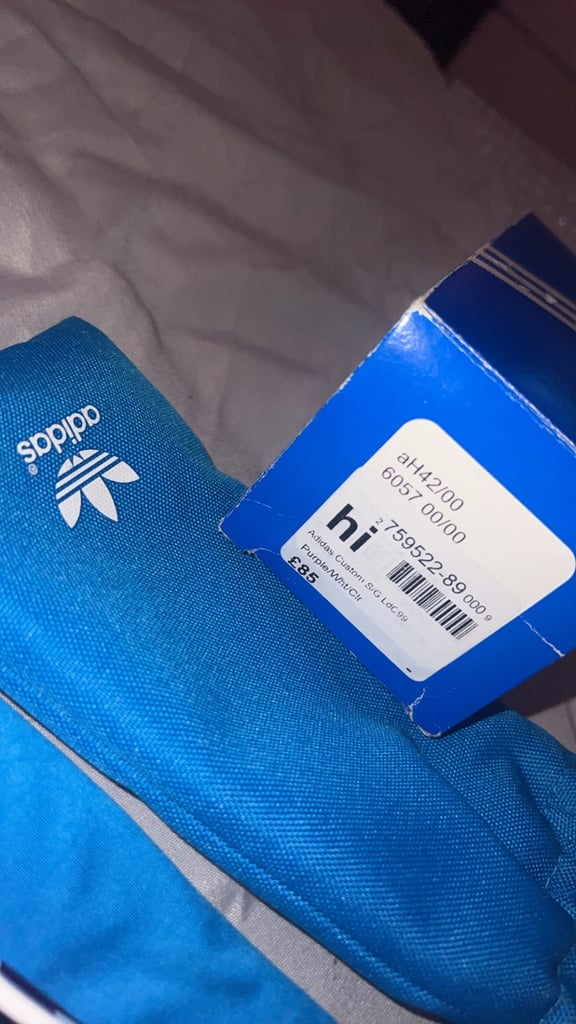 adidas®
aH42/00
6057 00/00
hi
2 759522-89 000 9
Adidas Custom S/G LdC99
Purple/Wht/Clr
£85